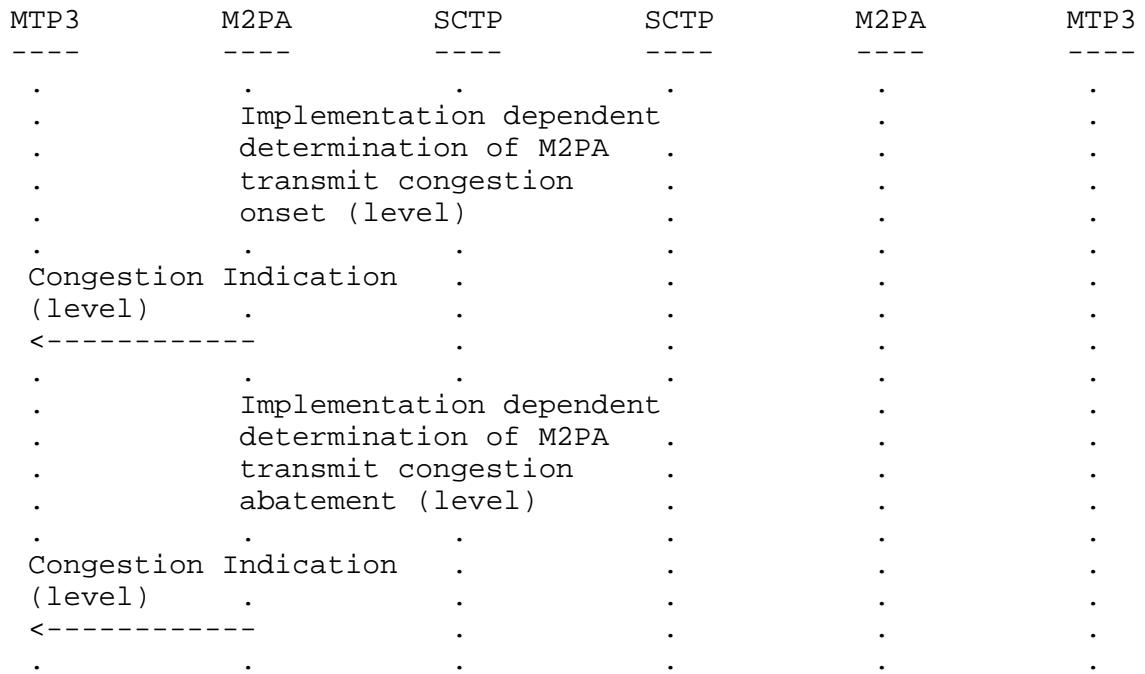 MTP3 M2PA SCTP SCTP M2PA MTP3
---- ---- ---- ---- ---- ----
. . . . . .
. Implementation dependent . .
. determination of M2PA . . .
. transmit congestion . . .
. onset (level) . . .
. . . . . .
Congestion Indication . . . .
(level) . . . . .
<------------ . . . .
. . . . . .
. Implementation dependent . .
. determination of M2PA . . .
. transmit congestion . . .
. abatement (level) . . .
. . . . . .
Congestion Indication . . . .
(level) . . . . .
<------------ . . . .
. . . . . .